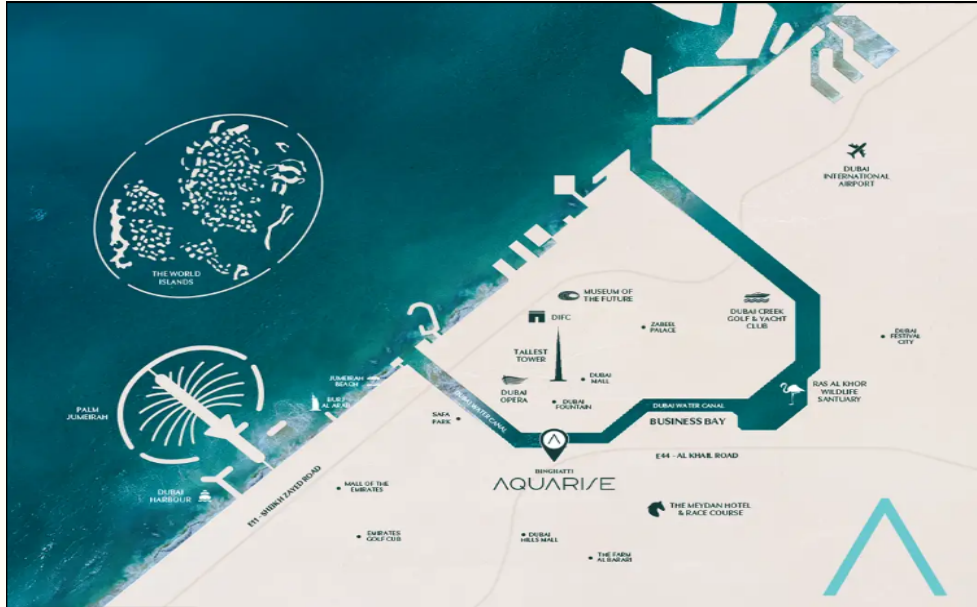 DUBAI
INTERNATIONAL
AIRPORT
THE WORLD
ISLANDS
MUSEUM OF
THE FUTURE
DIFC
ZABEEL
PALACE
DUBAI CREEK
GOLF & YACHT
CLUB
DUBAI
FESTIVAL
CITY
TALLEST
TOWER
DUBAI
MALL
DUBAI
OPERA
DUBAI
FOUNTAIN
JUMEIRAH
BEACH
BURJ
AL ARAB
PALM
JUMEIRAH
RAS AL KHOR
WILDLIFE
SANTUARY
SAFA
PARK
DUBAI WATER CANAL
DUBAI WATER CANAL
BUSINESS BAY
E44 - AL KHAIL ROAD
BINGHATTI
AQUARISE
DUBAI
HARBOUR
E11 - SHEIKH ZAYED ROAD
MALL OF THE
EMIRATES
THE MEYDAN HOTEL
& RACE COURSE
EMIRATES
GOLF CUB
DUBAI
HILLS MALL
THE FARM
AL BARARI